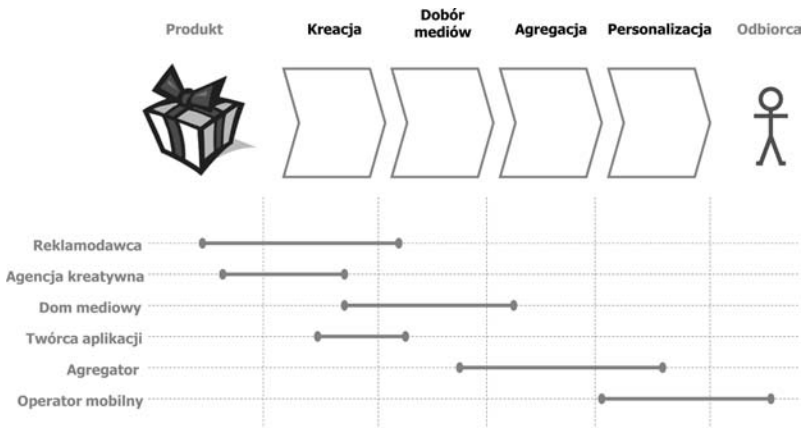 Produkt
Kreacja
Dobór
mediów
Agregacja
Personalizacja
Odbiorca
Reklamodawca
Agencja kreatywna
Dom mediowy
Twórca aplikacji
Agregator
Operator mobilny